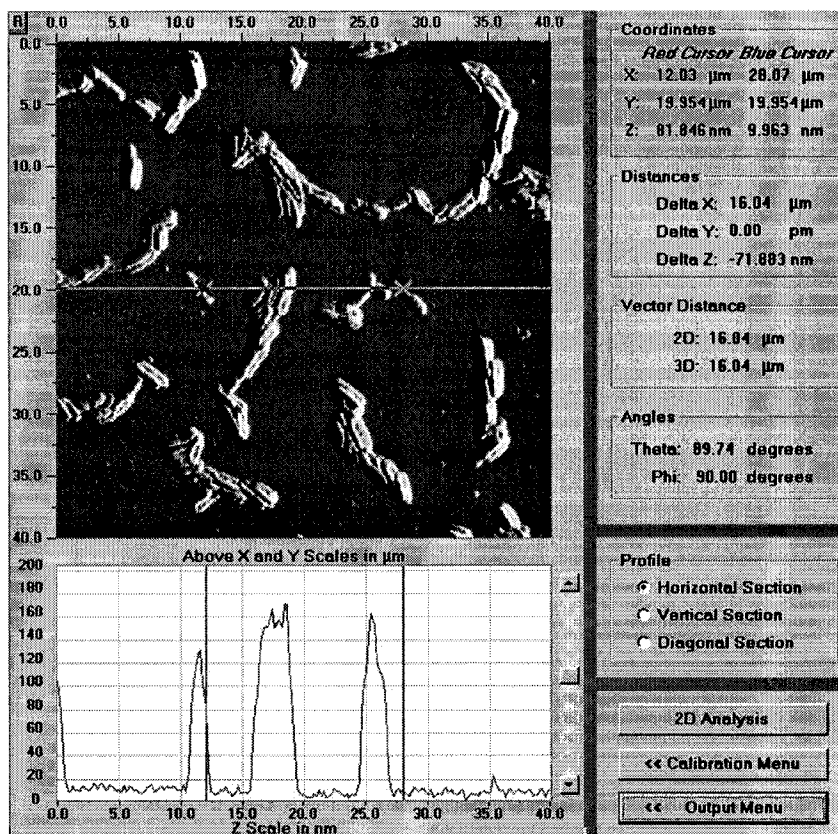 R 0.0 5.0 10.0 15.0 20.0 25.0 30.0 35.0 40.0
0.0
5.0
10.0
15.0
20.0
25.0
30.0
35.0
40.0
Above X and Y Scales in µm
200
180
160
140
120
100
80
60
40
20
0
0.0 5.0 10.0 15.0 20.0 25.0 30.0 35.0 40.0
Z Scale in nm
Coordinates
Red Cursor Blue Cursor
X: 12.03 µm 28.07 µm
Y: 19.954 µm 19.954 µm
Z: 81.846 nm 9.963 nm
Distances
Delta X: 16.04 µm
Delta Y: 0.00 pm
Delta Z: -71.883 nm
Vector Distance
2D: 16.04 µm
3D: 16.04 µm
Angles
Theta: 89.74 degrees
Phi: 90.00 degrees
Profile
Horizontal Section
Vertical Section
Diagonal Section
2D Analysis
<< Calibration Menu
<< Output Menu